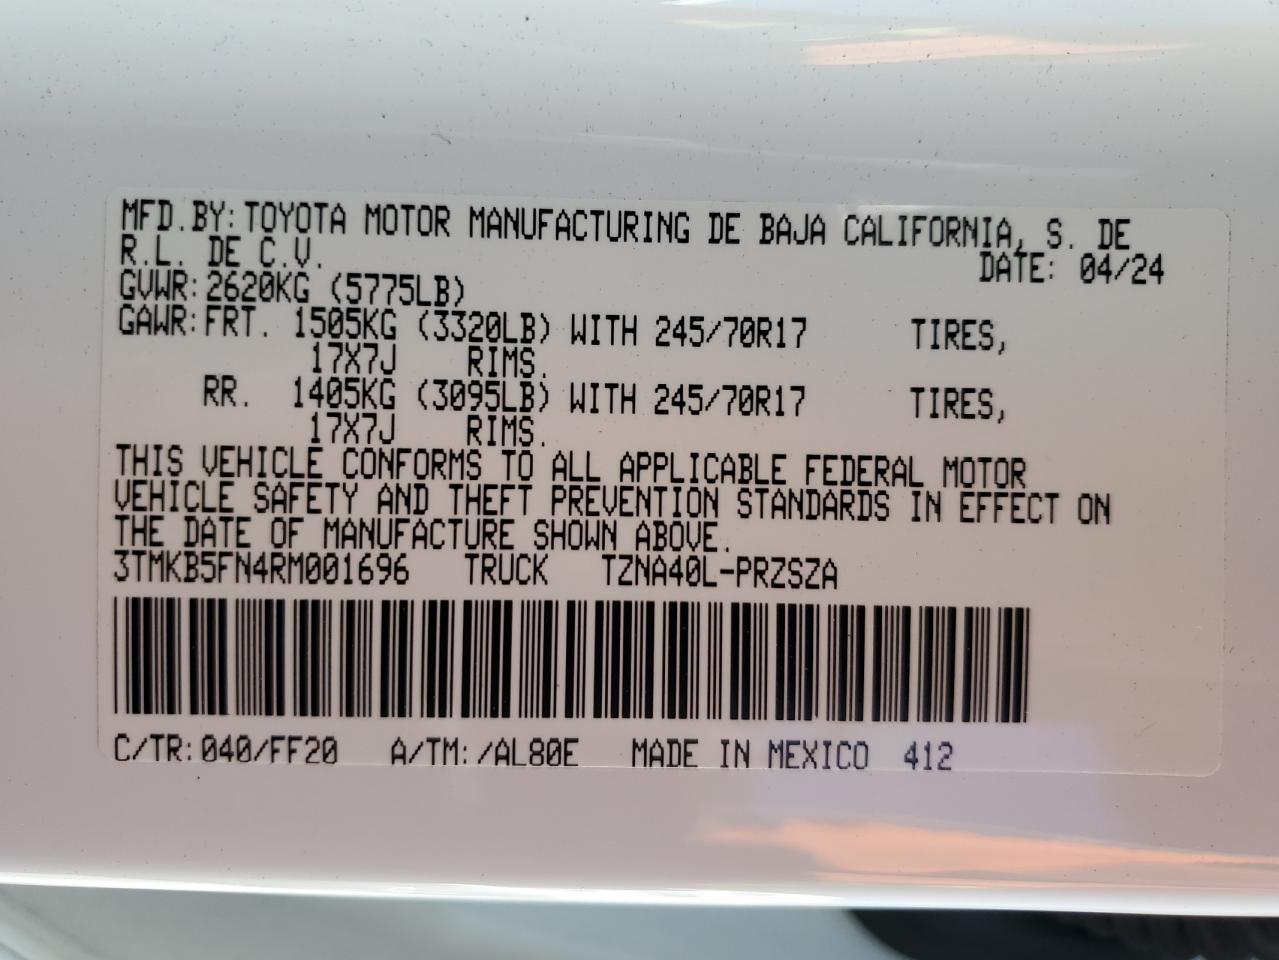 MFD.BY:TOYOTA MOTOR MANUFACTURING DE BAJA CALIFORNIA, S. DE
R.L. DE C.V. DATE: 04/24
GVWR:2620KG (5775LB)
GAWR:FRT. 1505KG (3320LB) WITH 245/70R17 TIRES,
17X7J RIMS.
RR. 1405KG (3095LB) WITH 245/70R17 TIRES,
17X7J RIMS.
THIS VEHICLE CONFORMS TO ALL APPLICABLE FEDERAL MOTOR
VEHICLE SAFETY AND THEFT PREVENTION STANDARDS IN EFFECT ON
THE DATE OF MANUFACTURE SHOWN ABOVE.
3TMKB5FN4RM001696 TRUCK TZNA40L-PRZSZA
C/TR:040/FF20 A/TM:/AL80E MADE IN MEXICO 412